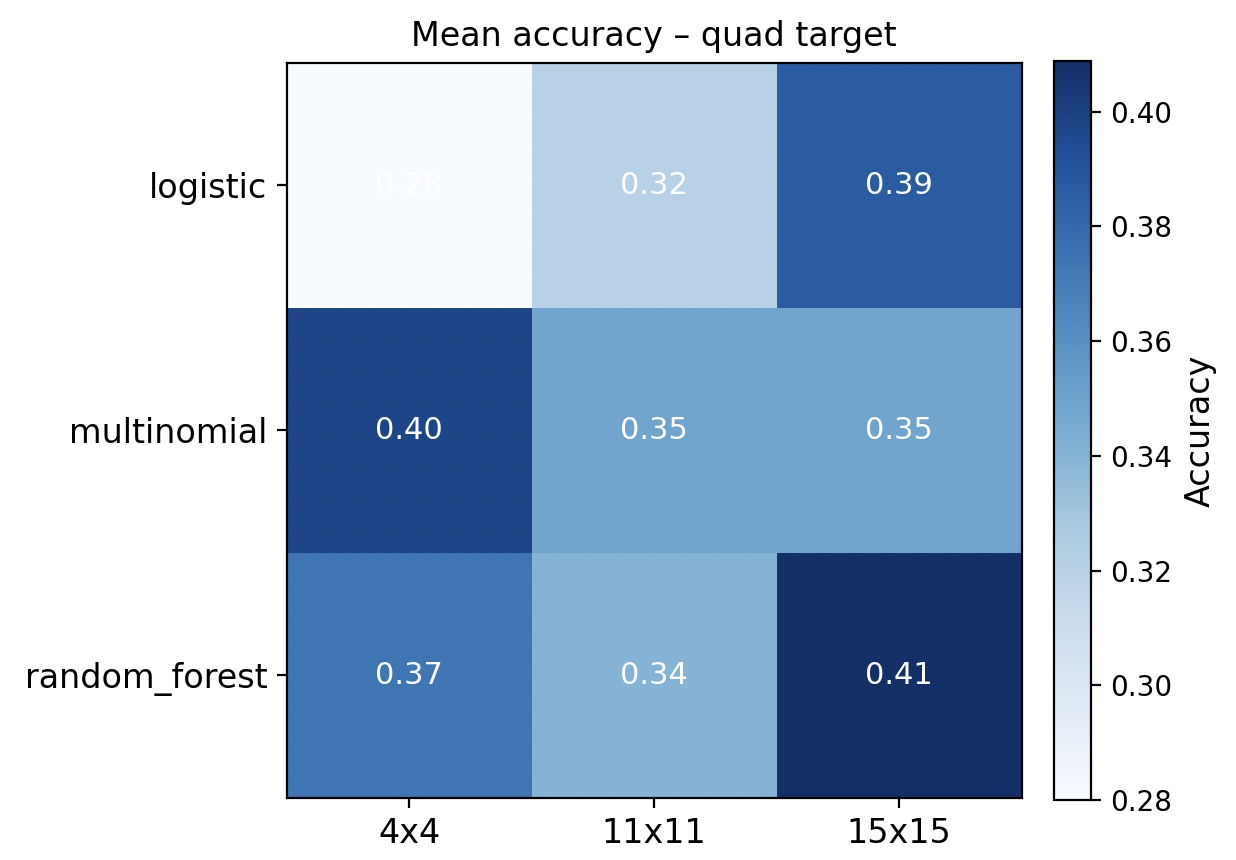 Mean accuracy – quad target
logistic
0.28
0.32
0.39
multinomial
0.40
0.35
0.35
random_forest
0.37
0.34
0.41
4x4
11x11
15x15
0.40
0.38
0.36
0.34
0.32
0.30
0.28
Accuracy